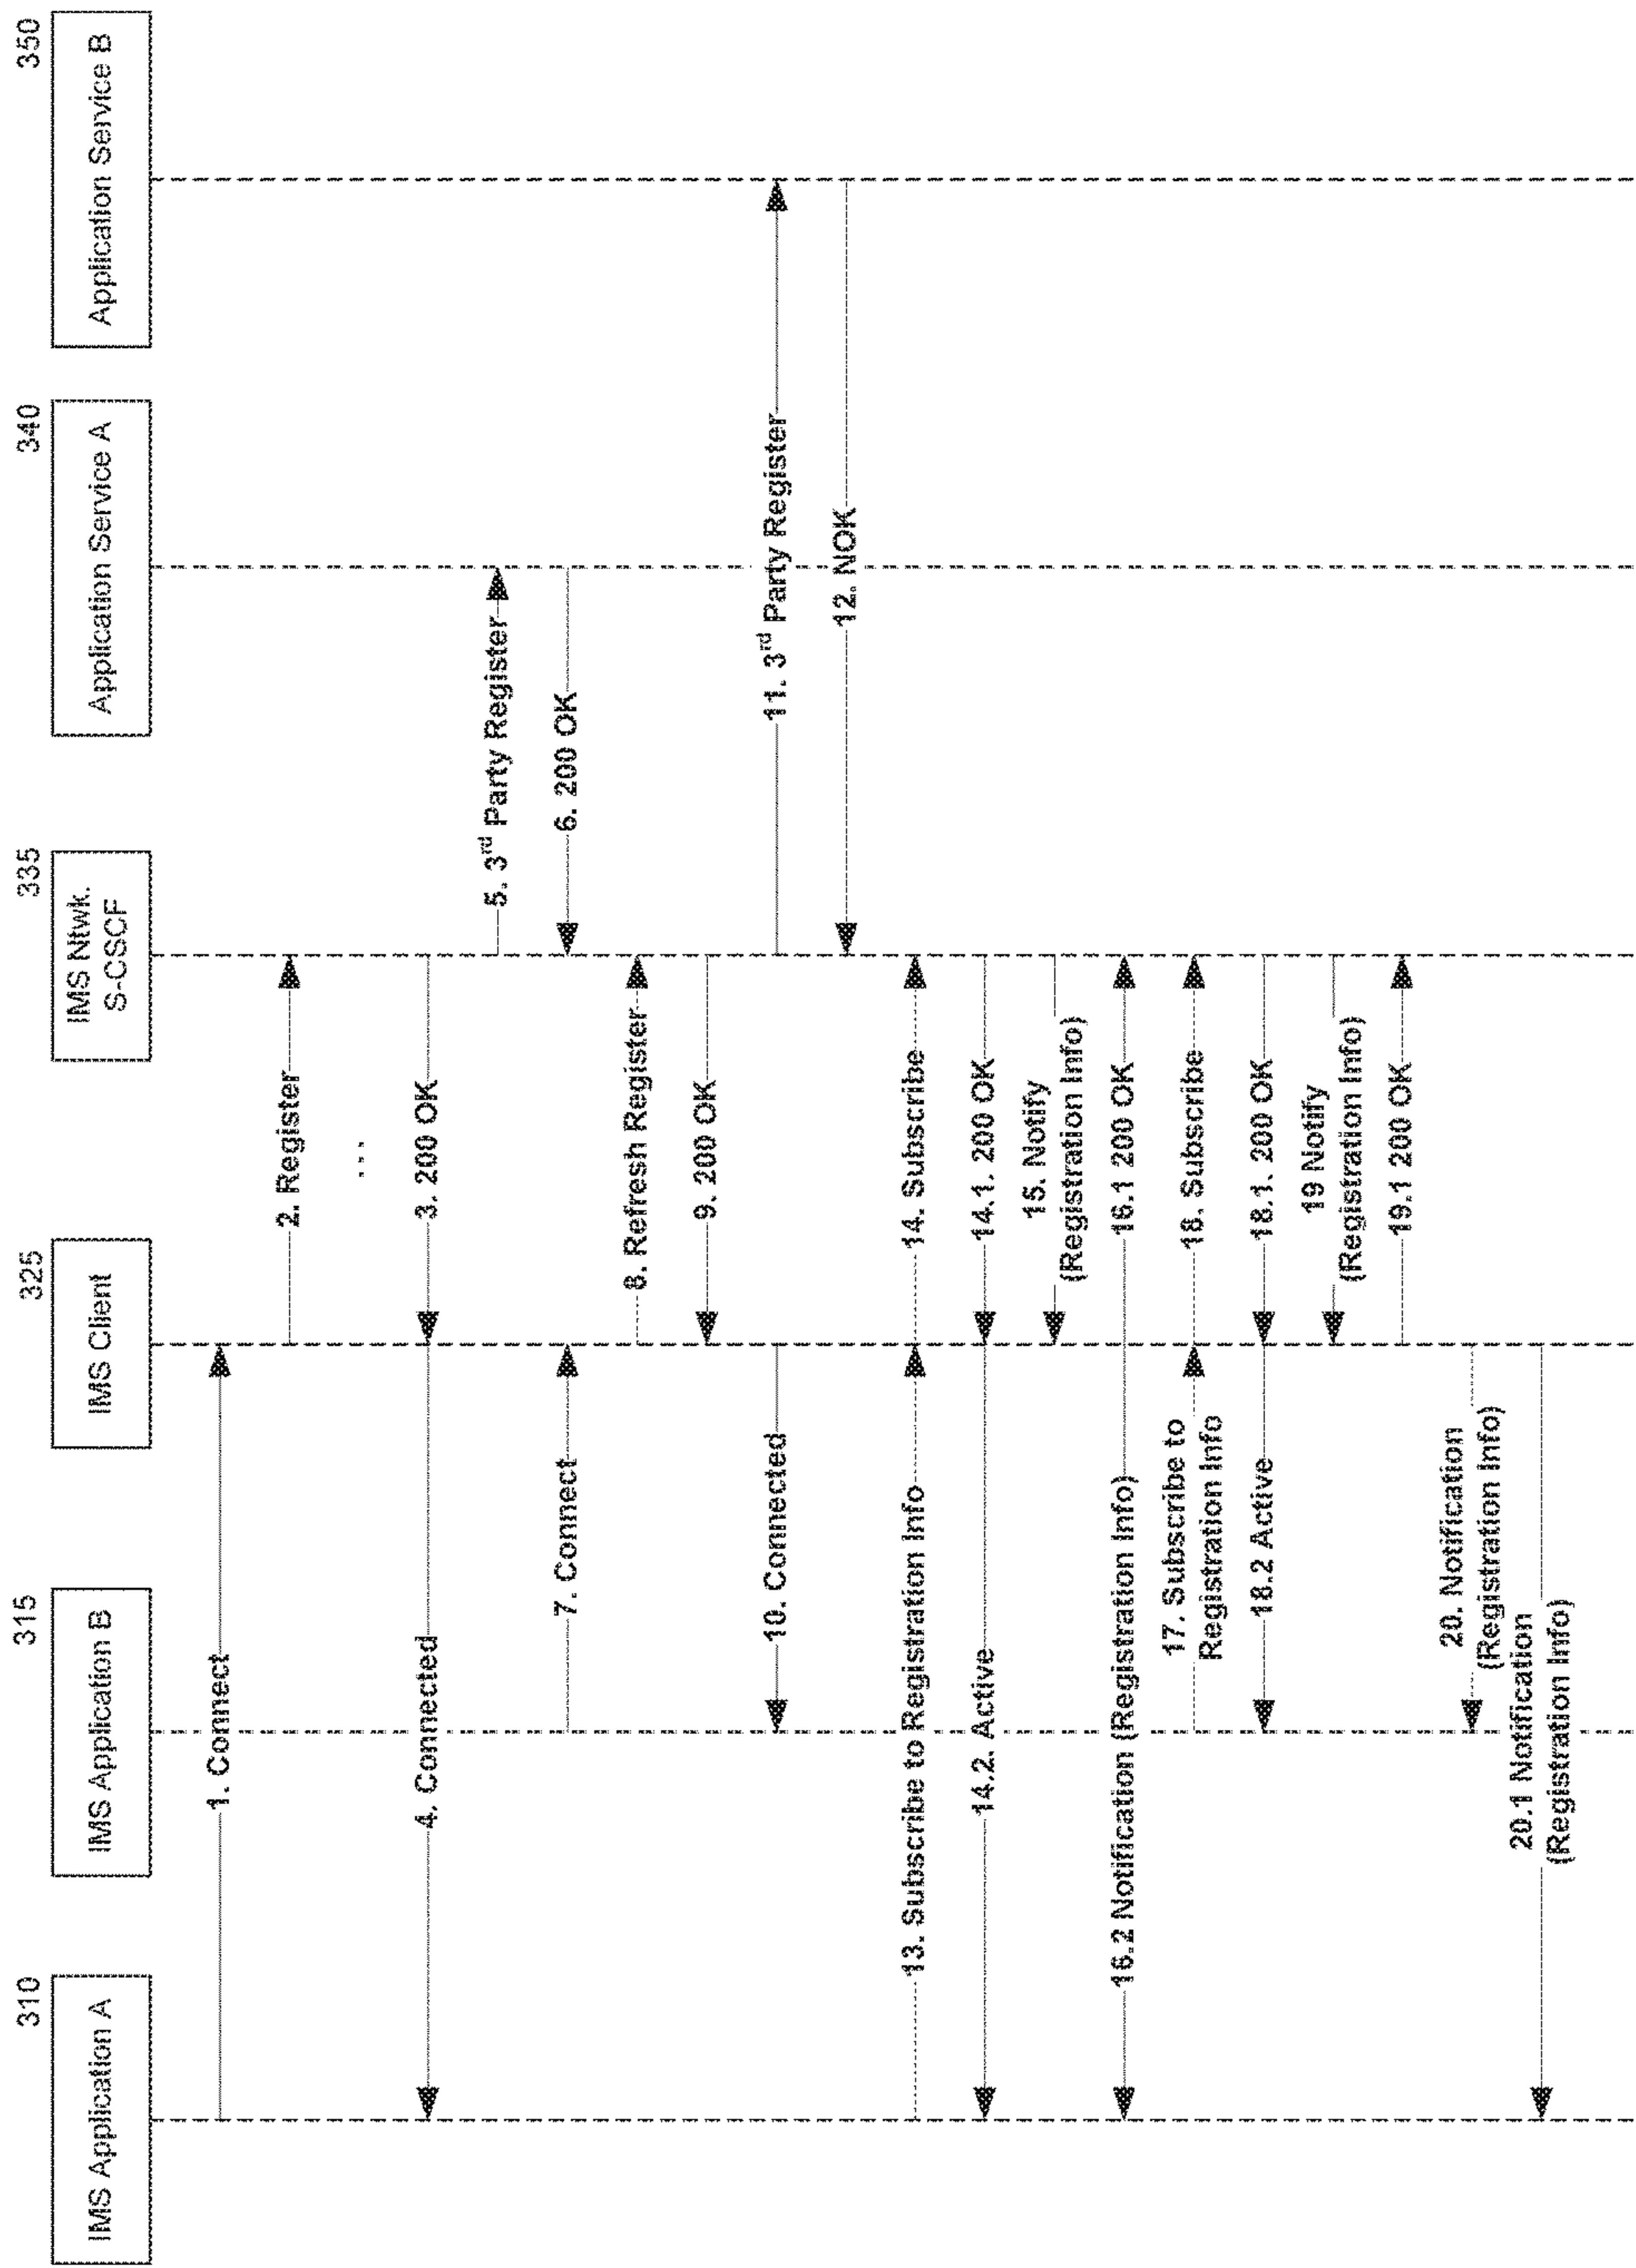 310
315
325
335
340
350
IMS Application A
IMS Application B
IMS Client
IMS Ntwk.
S-CSCF
Application Service A
Application Service B
1. Connect
2. Register
...
3. 200 OK
4. Connected
5. 3rd Party Register
6. 200 OK
7. Connect
8. Refresh Register
9. 200 OK
10. Connected
11. 3rd Party Register
12. NOK
13. Subscribe to Registration Info
14. Subscribe
14.1. 200 OK
14.2. Active
15. Notify
(Registration Info)
16.1 200 OK
16.2 Notification (Registration Info)
17. Subscribe to
Registration Info
18. Subscribe
18.1. 200 OK
18.2 Active
19 Notify
(Registration Info)
19.1 200 OK
20. Notification
(Registration Info)
20.1 Notification
(Registration Info)